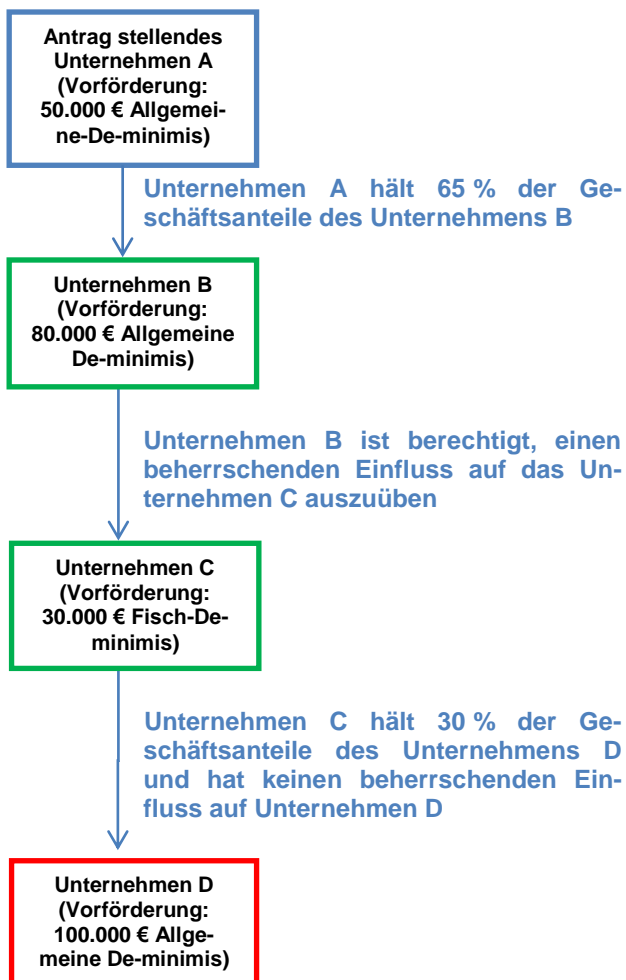 Antrag stellendes
Unternehmen A
(Vorförderung:
50.000 € Allgemei-
ne-De-minimis)
Unternehmen A hält 65 % der Ge-
schäftsanteile des Unternehmens B
Unternehmen B
(Vorförderung:
80.000 € Allgemeine
De-minimis)
Unternehmen B ist berechtigt, einen
beherrschenden Einfluss auf das Un-
ternehmen C auszuüben
Unternehmen C
(Vorförderung:
30.000 € Fisch-De-
minimis)
Unternehmen C hält 30 % der Ge-
schäftsanteile des Unternehmens D
und hat keinen beherrschenden Ein-
fluss auf Unternehmen D
Unternehmen D
(Vorförderung:
100.000 € Allge-
meine De-minimis)